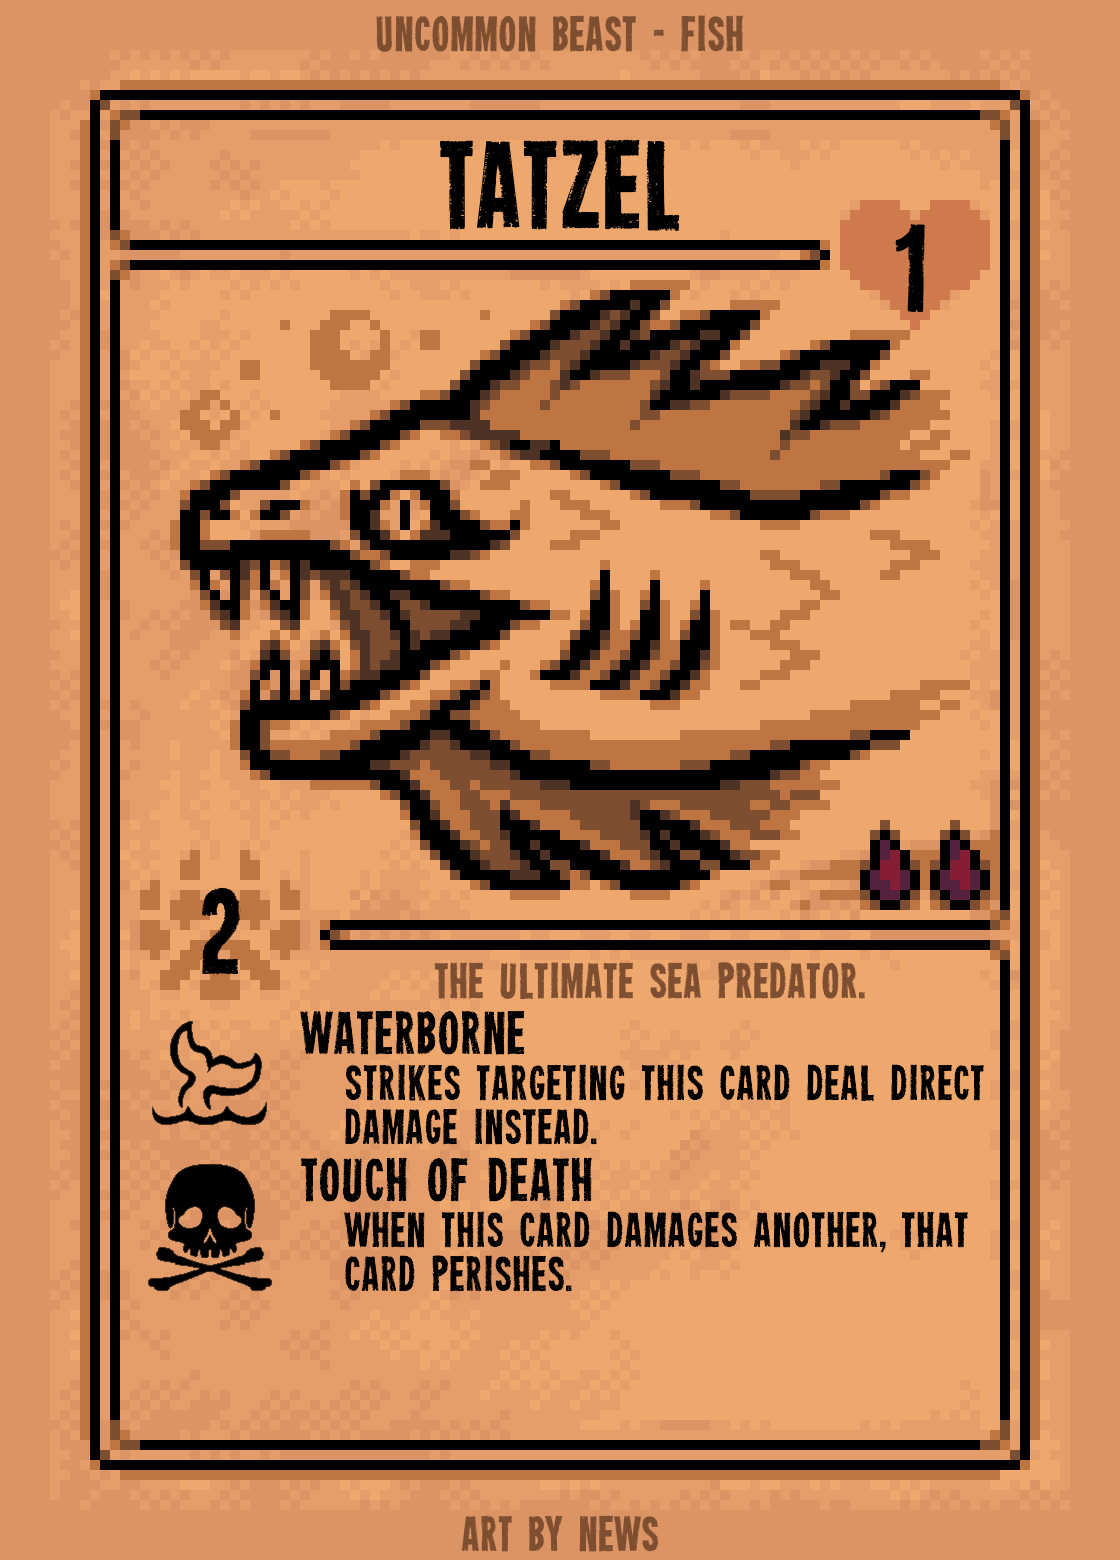 UNCOMMON BEAST - FISH
TATZEL
1
2
THE ULTIMATE SEA PREDATOR.
WATERBORNE
STRIKES TARGETING THIS CARD DEAL DIRECT
DAMAGE INSTEAD.
TOUCH OF DEATH
WHEN THIS CARD DAMAGES ANOTHER, THAT
CARD PERISHES.
ART BY NEWS